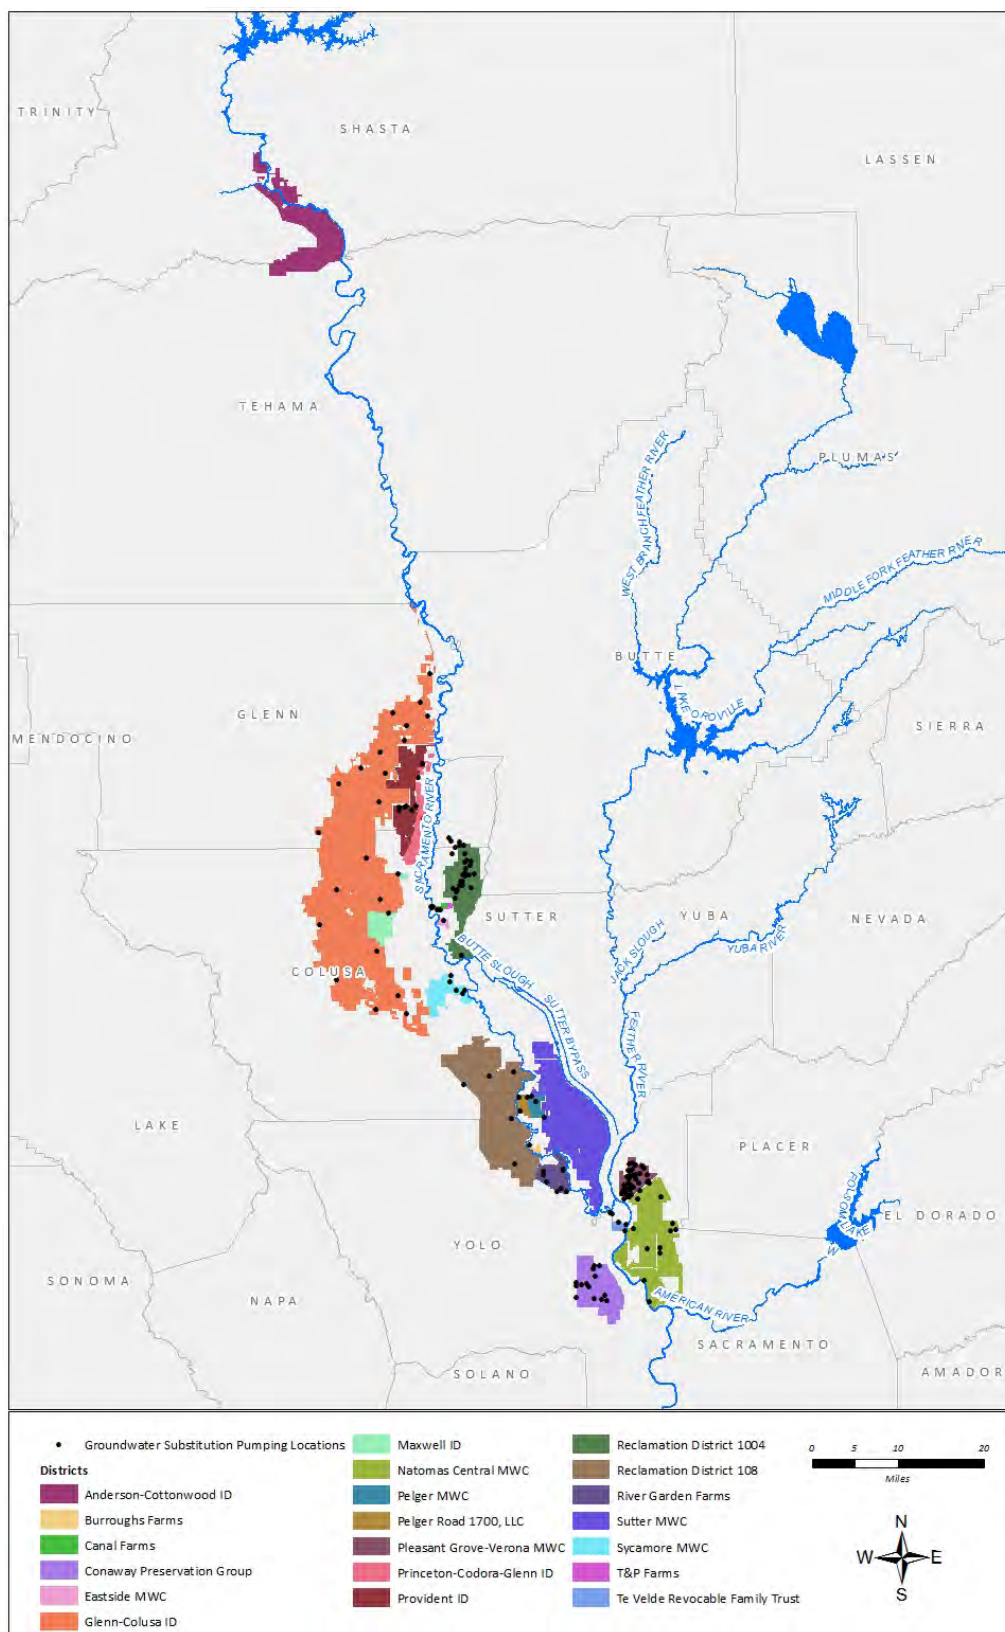 TRINITY
SHASTA
LASSEN
TEHAMA
PLUMAS
WEST BRANCH FEATHER RIVER
MIDDLE FORK FEATHER RIVER
BUTTE
LAKE OROVILLE
GLENN
MENDOCINO
SIERRA
SACRAMENTO RIVER
SUTTER
YUBA
NEVADA
JACK SLOUGH
YUBA RIVER
BUTTE SLOUGH
COLUSA
SUTTER BYPASS
FEATHER RIVER
LAKE
PLACER
FOLSOM LAKE
EL DORADO
YOLO
SONOMA
NAPA
AMERICAN RIVER
SACRAMENTO
SOLANO
AMADOR
Groundwater Substitution Pumping Locations
Districts
Anderson-Cottonwood ID
Burroughs Farms
Canal Farms
Conaway Preservation Group
Eastside MWC
Glenn-Colusa ID
Maxwell ID
Natomas Central MWC
Pelger MWC
Pelger Road 1700, LLC
Pleasant Grove-Verona MWC
Princeton-Codora-Glenn ID
Provident ID
Reclamation District 1004
Reclamation District 108
River Garden Farms
Sutter MWC
Sycamore MWC
T&P Farms
Te Velde Revocable Family Trust
0 5 10 20
Miles
N
W E
S